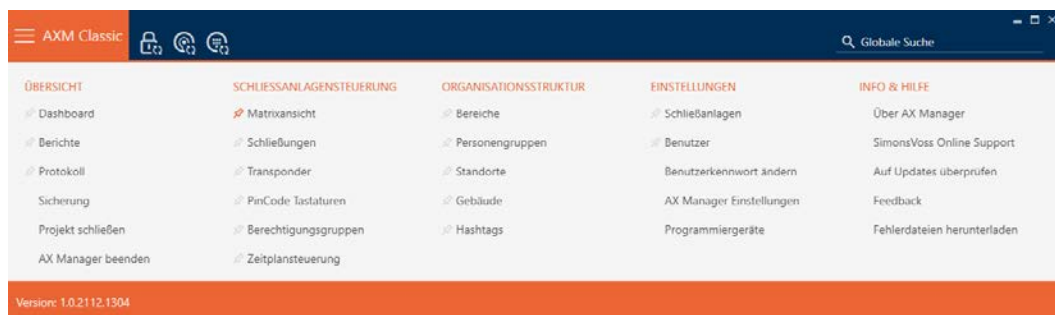 AXM Classic
Globale Suche
ÜBERSICHT
Dashboard
Berichte
Protokoll
Sicherung
Projekt schließen
AX Manager beenden
SCHLIESSANLAGENSTEUERUNG
Matrixansicht
Schließungen
Transponder
PinCode Tastaturen
Berechtigungsgruppen
Zeitplansteuerung
ORGANISATIONSSTRUKTUR
Bereiche
Personengruppen
Standorte
Gebäude
Hashtags
EINSTELLUNGEN
Schließanlagen
Benutzer
Benutzerkennwort ändern
AX Manager Einstellungen
Programmiergeräte
INFO & HILFE
Über AX Manager
SimonsVoss Online Support
Auf Updates überprüfen
Feedback
Fehlerdateien herunterladen
Version: 1.0.2112.1304